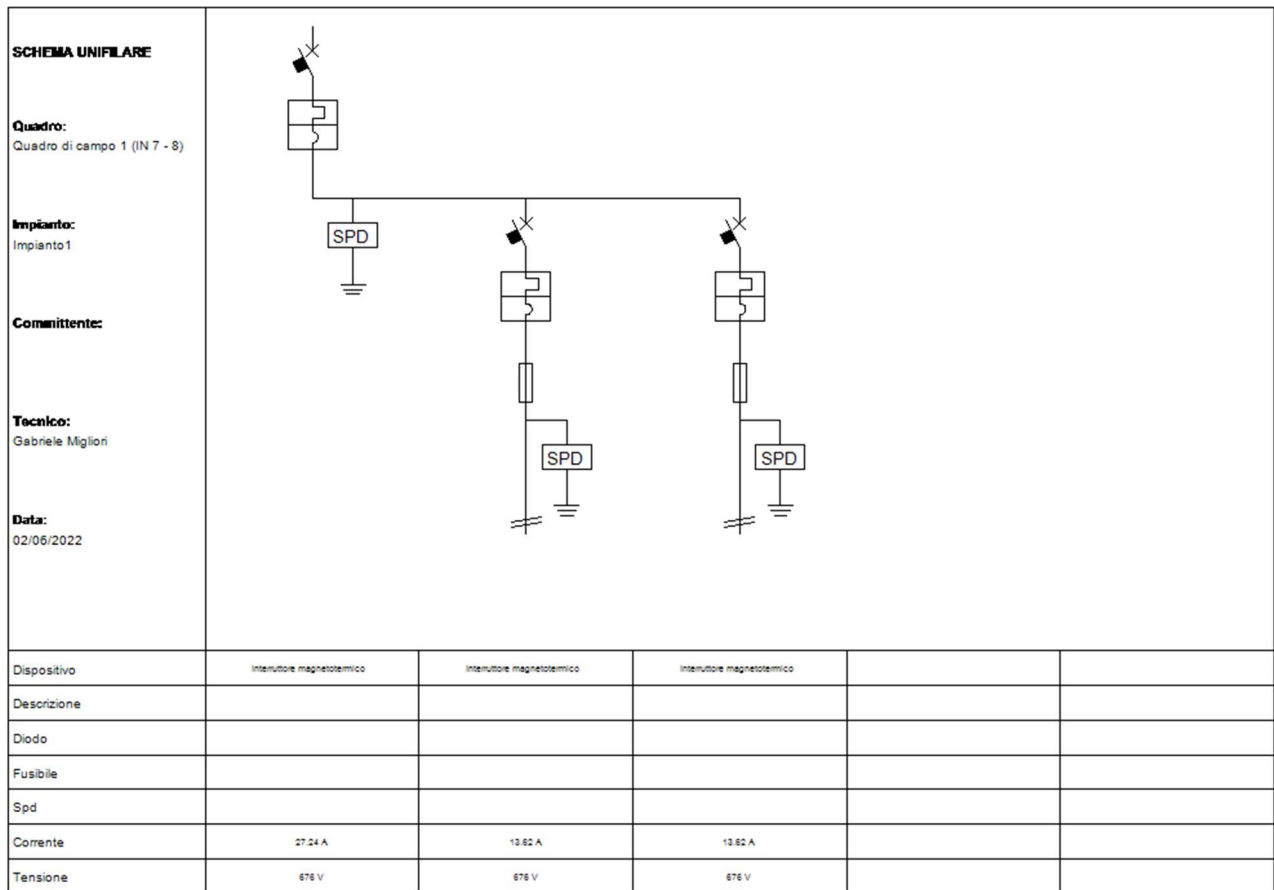 SCHEMA UNIFILARE
Quadro:
Quadro di campo 1 (IN 7 - 8)
Impianto:
Impianto1
Committente:
Tecnico:
Gabriele Migliori
Data:
02/06/2022
SPD
SPD
SPD
Dispositivo Interruttore magnetotermico Interruttore magnetotermico Interruttore magnetotermico
Descrizione
Diodo
Fusibile
Spd
Corrente 27.24 A 13.62 A 13.62 A
Tensione 676 V 676 V 676 V